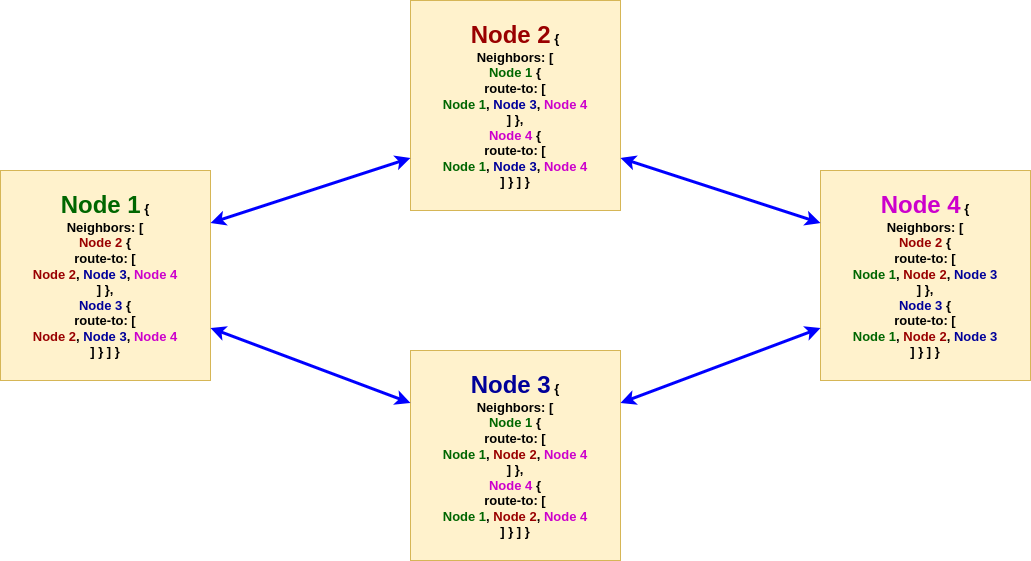 Node 2 {
Neighbors: [
Node 1 {
route-to: [
Node 1, Node 3, Node 4
] },
Node 4 {
route-to: [
Node 1, Node 3, Node 4
] } ] }
Node 1 {
Neighbors: [
Node 2 {
route-to: [
Node 2, Node 3, Node 4
] },
Node 3 {
route-to: [
Node 2, Node 3, Node 4
] } ] }
Node 4 {
Neighbors: [
Node 2 {
route-to: [
Node 1, Node 2, Node 3
] },
Node 3 {
route-to: [
Node 1, Node 2, Node 3
] } ] }
Node 3 {
Neighbors: [
Node 1 {
route-to: [
Node 1, Node 2, Node 4
] },
Node 4 {
route-to: [
Node 1, Node 2, Node 4
] } ] }